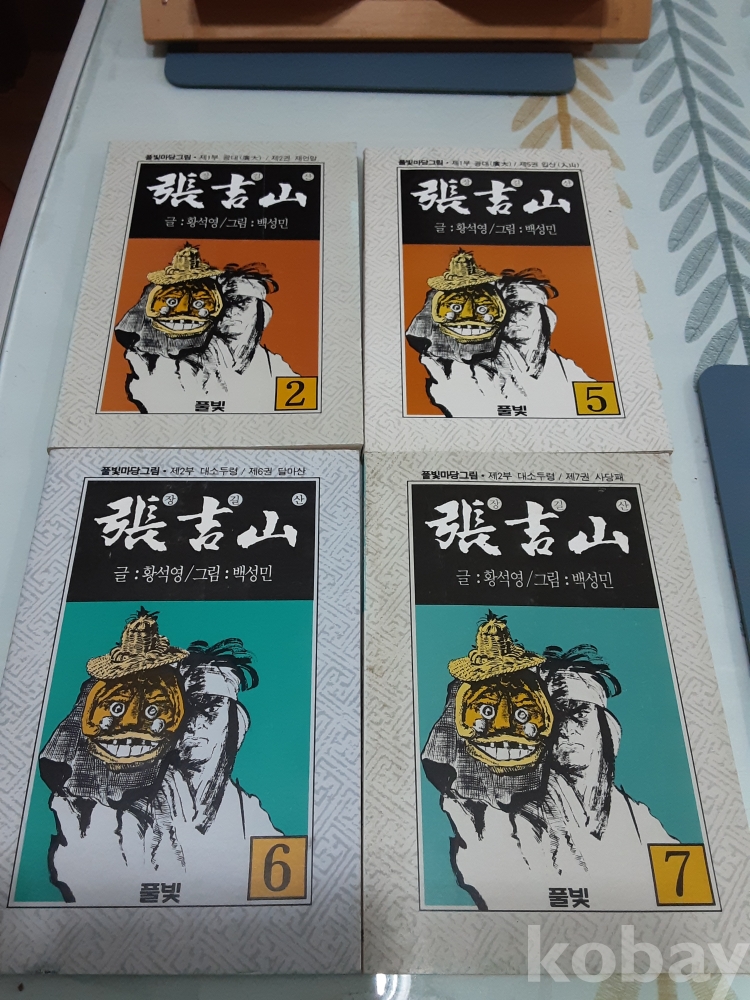 풀빛마당그림 · 제1부 광대(廣大) / 제2권 재인말
張吉山
장 길 산
글 : 황석영/그림 : 백성민
2
풀빛
풀빛마당그림 · 제1부 광대(廣大) / 제5권 입산(入山)
張吉山
장 길 산
글 : 황석영/그림 : 백성민
5
풀빛
풀빛마당그림 · 제2부 대소두령 / 제6권 달마산
張吉山
장 길 산
글 : 황석영/그림 : 백성민
6
풀빛
풀빛마당그림 · 제2부 대소두령 / 제7권 사당패
張吉山
장 길 산
글 : 황석영/그림 : 백성민
7
풀빛
kobay